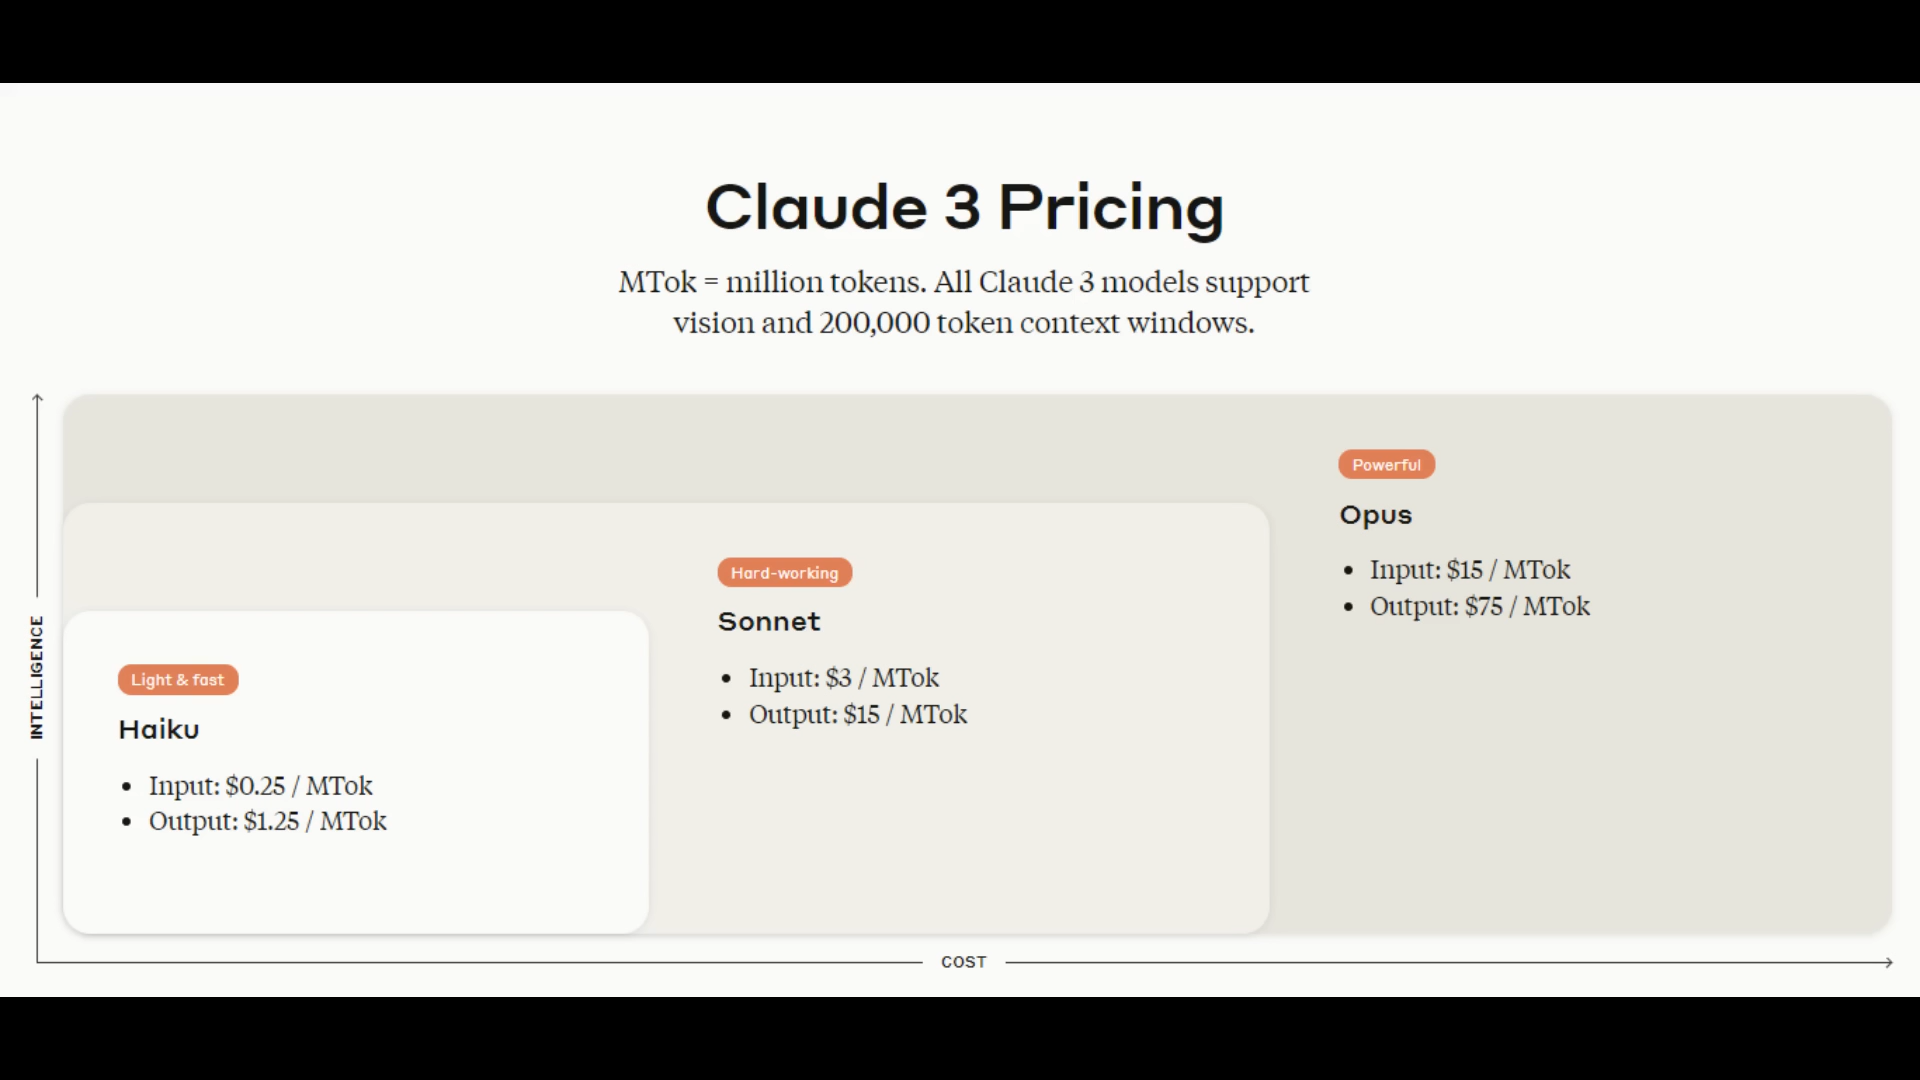 Claude 3 Pricing
MTok = million tokens. All Claude 3 models support
vision and 200,000 token context windows.
INTELLIGENCE
Light & fast
Haiku
• Input: $0.25 / MTok
• Output: $1.25 / MTok
Hard-working
Sonnet
• Input: $3 / MTok
• Output: $15 / MTok
Powerful
Opus
• Input: $15 / MTok
• Output: $75 / MTok
COST